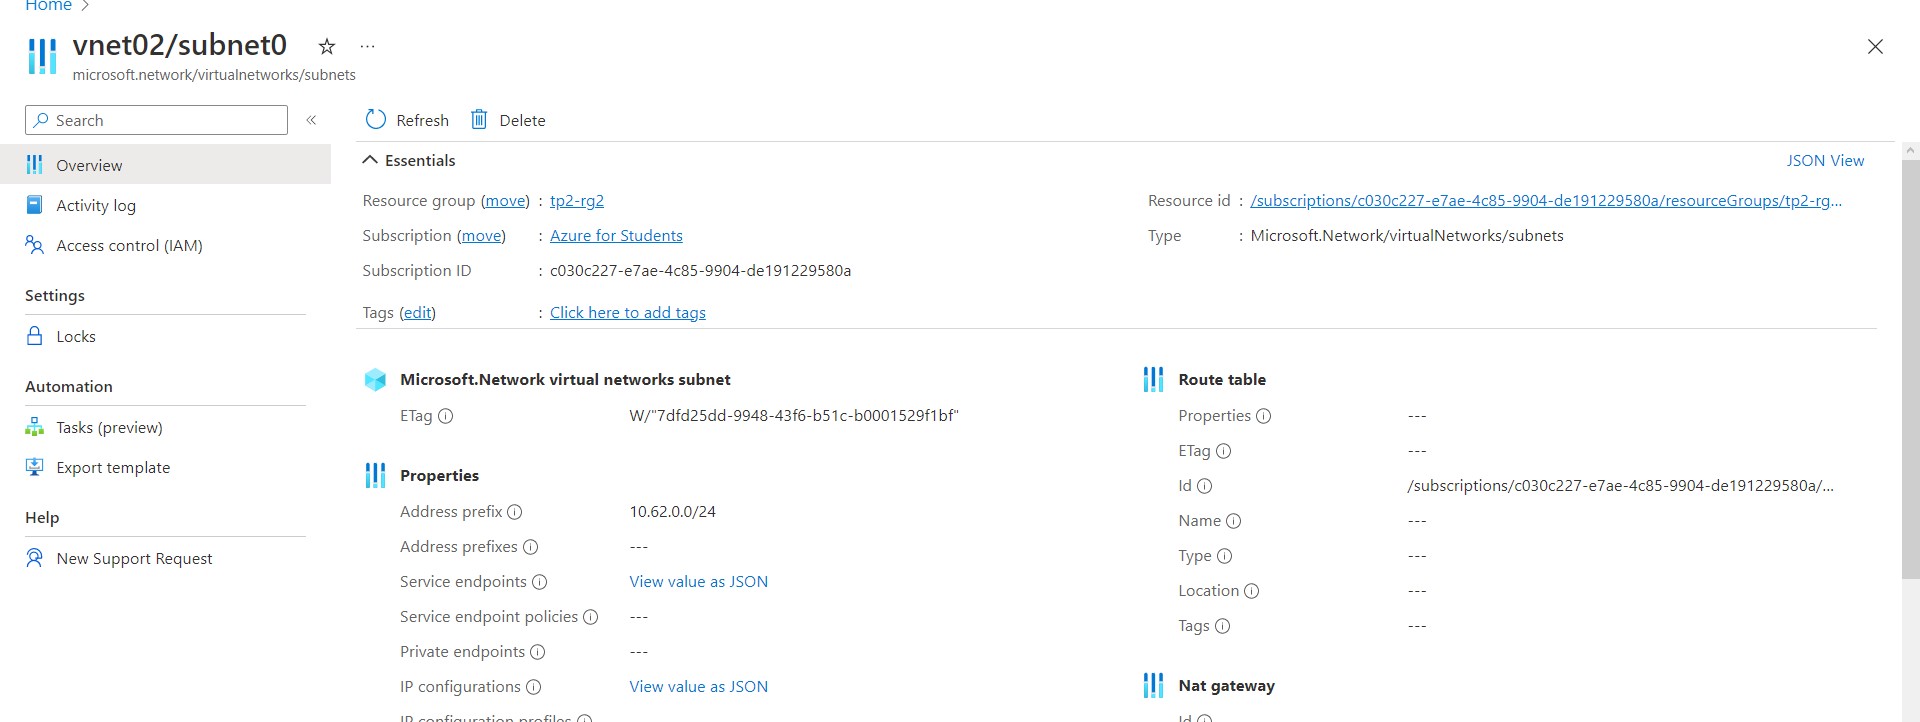 Home >
vnet02/subnet0
microsoft.network/virtualnetworks/subnets
Search
«
Overview
Activity log
Access control (IAM)
Settings
Locks
Automation
Tasks (preview)
Export template
Help
New Support Request
Refresh
Delete
Essentials
JSON View
Resource group (move) : tp2-rg2
Subscription (move) : Azure for Students
Subscription ID : c030c227-e7ae-4c85-9904-de191229580a
Tags (edit) : Click here to add tags
Resource id : /subscriptions/c030c227-e7ae-4c85-9904-de191229580a/resourceGroups/tp2-rg...
Type : Microsoft.Network/virtualNetworks/subnets
Microsoft.Network virtual networks subnet
ETag W/"7dfd25dd-9948-43f6-b51c-b0001529f1bf"
Properties
Address prefix 10.62.0.0/24
Address prefixes ---
Service endpoints View value as JSON
Service endpoint policies ---
Private endpoints ---
IP configurations View value as JSON
IP configuration profiles
Route table
Properties ---
ETag ---
Id /subscriptions/c030c227-e7ae-4c85-9904-de191229580a/...
Name ---
Type ---
Location ---
Tags ---
Nat gateway
Id